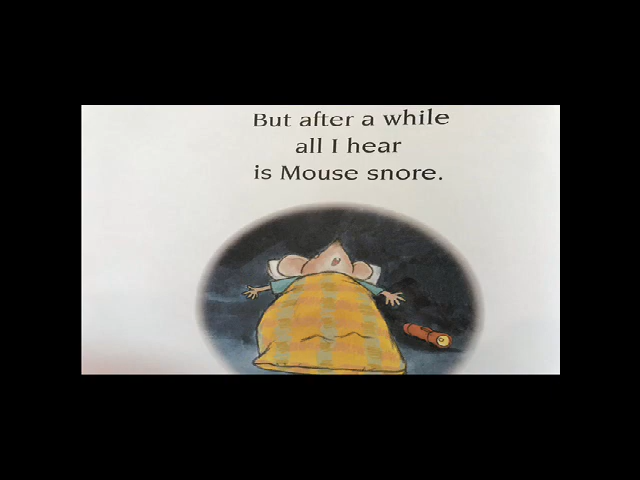 But after a while
all I hear
is Mouse snore.